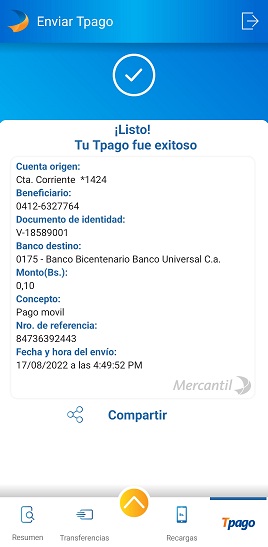 Enviar Tpago
¡Listo!
Tu Tpago fue exitoso
Cuenta origen:
Cta. Corriente *1424
Beneficiario:
0412-6327764
Documento de identidad:
V-18589001
Banco destino:
0175 - Banco Bicentenario Banco Universal C.a.
Monto(Bs.):
0,10
Concepto:
Pago movil
Nro. de referencia:
84736392443
Fecha y hora del envío:
17/08/2022 a las 4:49:52 PM
Mercantil
Compartir
Resumen
Transferencias
Recargas
Tpago